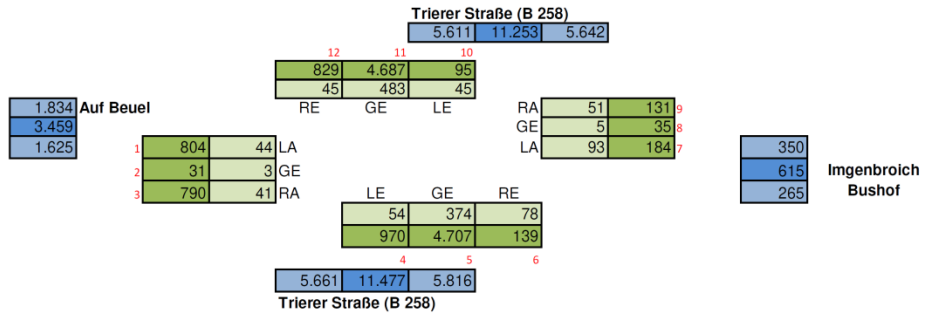 Trierer Straße (B 258)
5.611 11.253 5.642
12 11 10
829 4.687 95
45 483 45
RE GE LE
1.834 Auf Beuel
3.459
1.625
RA 51 131 9
GE 5 35 8
LA 93 184 7
1 804 44 LA
2 31 3 GE
3 790 41 RA
350
615
265
Imgenbroich
Bushof
LE GE RE
54 374 78
970 4.707 139
4 5 6
5.661 11.477 5.816
Trierer Straße (B 258)